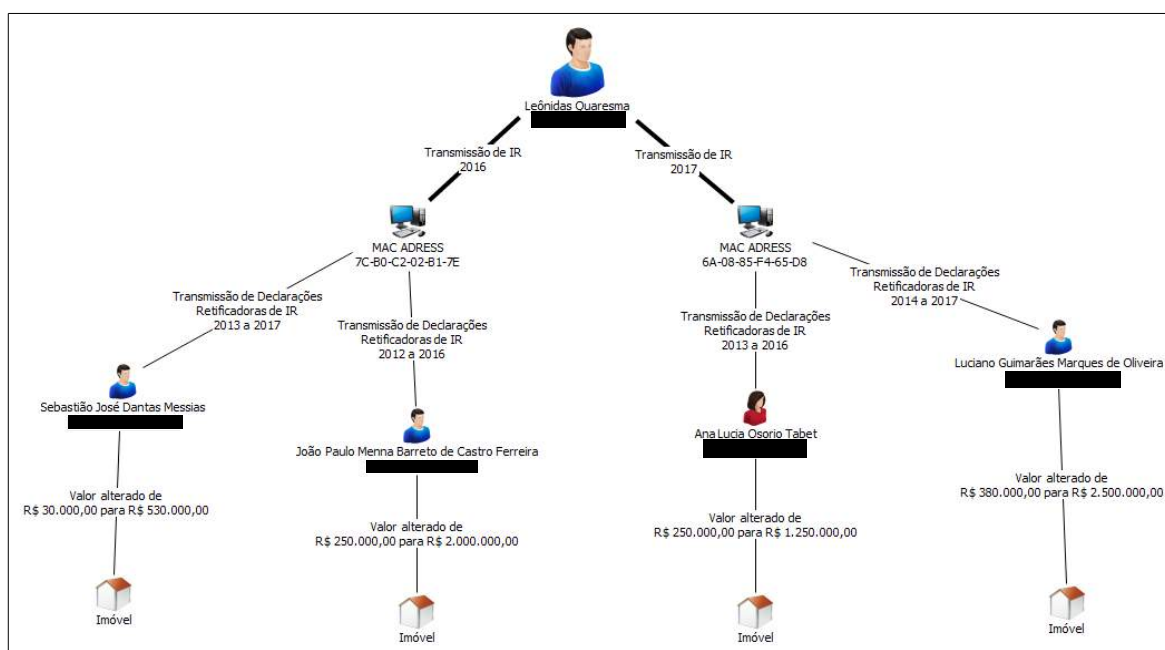 Leônidas Quaresma
Transmissão de IR
2016
Transmissão de IR
2017
MAC ADRESS
7C-B0-C2-02-B1-7E
MAC ADRESS
6A-08-85-F4-65-D8
Transmissão de Declarações
Retificadoras de IR
2013 a 2017
Transmissão de Declarações
Retificadoras de IR
2012 a 2016
Transmissão de Declarações
Retificadoras de IR
2013 a 2016
Transmissão de Declarações
Retificadoras de IR
2014 a 2017
Sebastião José Dantas Messias
João Paulo Menna Barreto de Castro Ferreira
Ana Lucia Osorio Tabet
Luciano Guimarães Marques de Oliveira
Valor alterado de
R$ 30.000,00 para R$ 530.000,00
Valor alterado de
R$ 250.000,00 para R$ 2.000.000,00
Valor alterado de
R$ 250.000,00 para R$ 1.250.000,00
Valor alterado de
R$ 380.000,00 para R$ 2.500.000,00
Imóvel
Imóvel
Imóvel
Imóvel